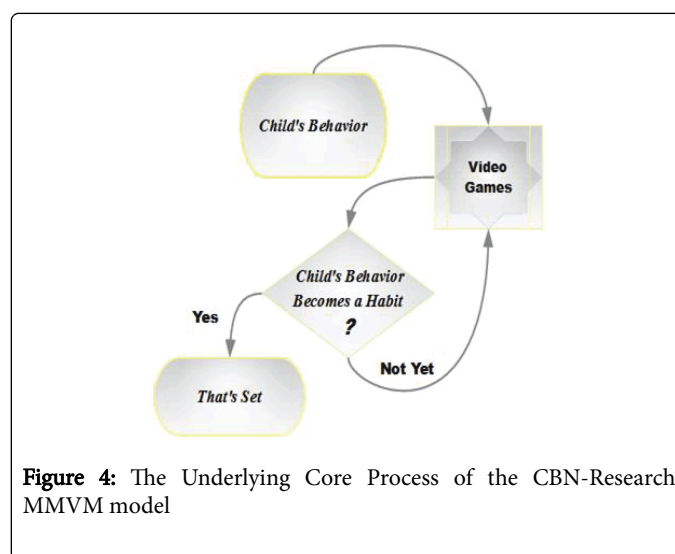 Child's Behavior
Video
Games
Child's Behavior
Becomes a Habit
?
Yes
Not Yet
That's Set
Figure 4: The Underlying Core Process of the CBN-Research
MMVM model